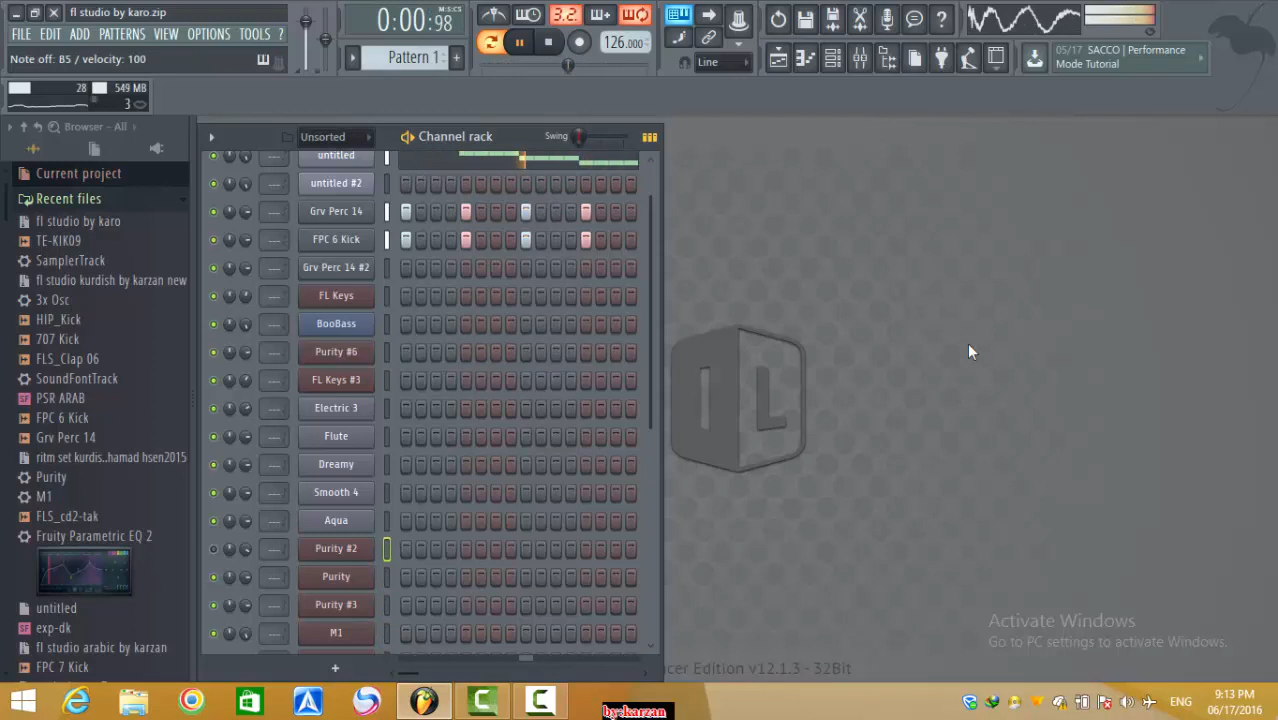 fl studio by karo.zip
FILE EDIT ADD PATTERNS VIEW OPTIONS TOOLS ?
Note off: B5 / velocity: 100
0:00:98
M:S:CS
3.2.
Pattern 1
126.000
Line
05/17 SACCO | Performance
Mode Tutorial
28
549 MB
3
Browser - All
Current project
Recent files
fl studio by karo
TE-KIK09
SamplerTrack
fl studio kurdish by karzan new
3x Osc
HIP_Kick
707 Kick
FLS_Clap 06
SoundFontTrack
PSR ARAB
FPC 6 Kick
Grv Perc 14
ritm set kurdis..hamad hsen2015
Purity
M1
FLS_cd2-tak
Fruity Parametric EQ 2
untitled
exp-dk
fl studio arabic by karzan
FPC 7 Kick
Unsorted
Channel rack
Swing
untitled
untitled #2
Grv Perc 14
FPC 6 Kick
Grv Perc 14 #2
FL Keys
BooBass
Purity #6
FL Keys #3
Electric 3
Flute
Dreamy
Smooth 4
Aqua
Purity #2
Purity
Purity #3
M1
+
Activate Windows
Go to PC settings to activate Windows.
cer Edition v12.1.3 - 32Bit
by:karzan
ENG
9:13 PM
06/17/2016